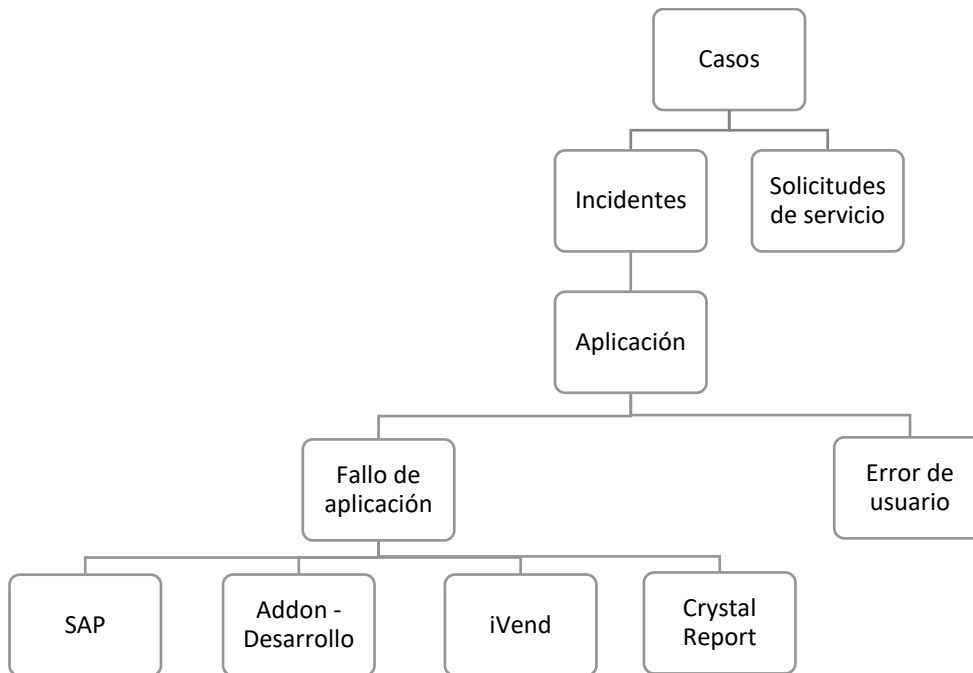 Casos
Incidentes
Solicitudes
de servicio
Aplicación
Fallo de
aplicación
Error de
usuario
SAP
Addon -
Desarrollo
iVend
Crystal
Report